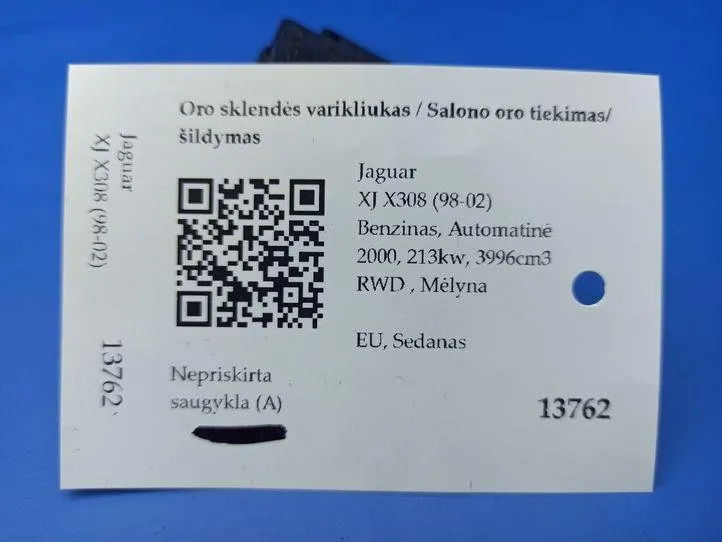 Oro sklendės varikliukas / Salono oro tiekimas/
šildymas
Jaguar
XJ X308 (98-02)
Benzinas, Automatinė
2000, 213kw, 3996cm3
RWD , Mėlyna
EU, Sedanas
Nepriskirta
saugykla (A)
13762
Jaguar
XJ X308 (98-02)
13762